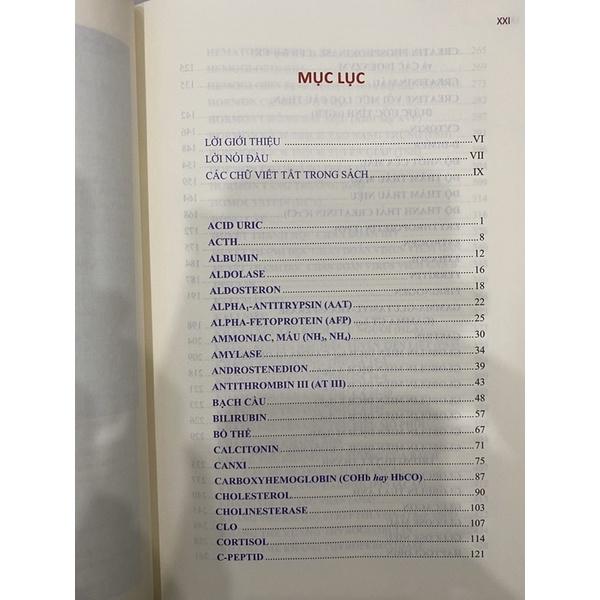 XXI
MỤC LỤC
LỜI GIỚI THIỆU VI
LỜI NÓI ĐẦU VII
CÁC CHỮ VIẾT TẮT TRONG SÁCH IX
ACID URIC 1
ACTH 8
ALBUMIN 12
ALDOLASE 16
ALDOSTERON 18
ALPHA₁-ANTITRYPSIN (AAT) 22
ALPHA-FETOPROTEIN (AFP) 25
AMMONIAC, MÁU (NH₃, NH₄) 30
AMYLASE 34
ANDROSTENEDION 39
ANTITHROMBIN III (AT III) 43
BẠCH CẦU 48
BILIRUBIN 57
BỔ THỂ 67
CALCITONIN 71
CANXI 75
CARBOXYHEMOGLOBIN (COHb hay HbCO) 87
CHOLESTEROL 90
CHOLINESTERASE 103
CLO 107
CORTISOL 114
C-PEPTID 121